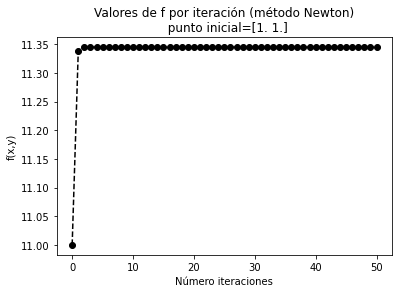 Valores de f por iteración (método Newton)
punto inicial=[1. 1.]
11.35
11.30
11.25
11.20
11.15
11.10
11.05
11.00
f(x,y)
0 10 20 30 40 50
Número iteraciones